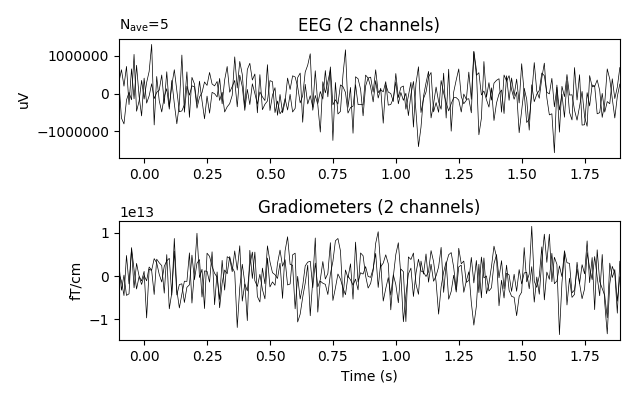 N_ave=5
EEG (2 channels)
1000000
0
−1000000
uV
0.00 0.25 0.50 0.75 1.00 1.25 1.50 1.75
1e13
Gradiometers (2 channels)
1
0
−1
fT/cm
0.00 0.25 0.50 0.75 1.00 1.25 1.50 1.75
Time (s)